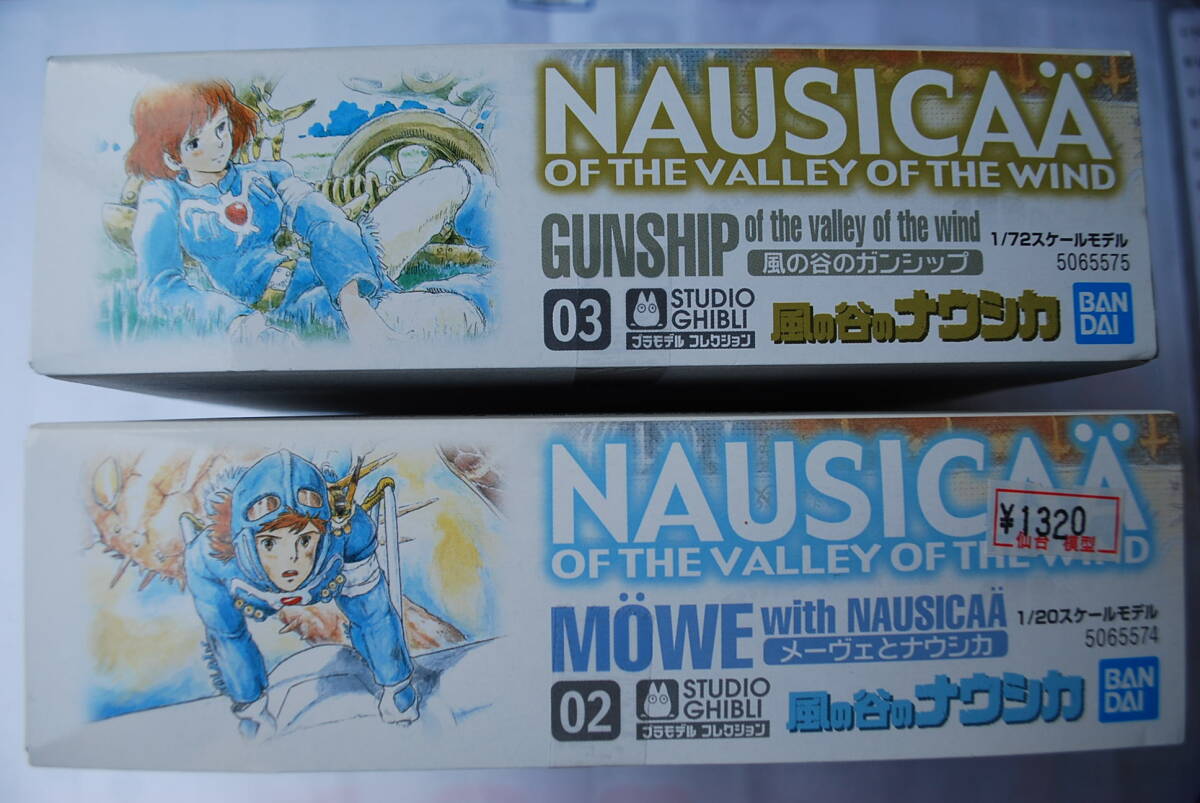 NAUSICAÄ
OF THE VALLEY OF THE WIND
GUNSHIP of the valley of the wind
風の谷のガンシップ
1/72スケールモデル
5065575
03
STUDIO
GHIBLI
プラモデル コレクション
風の谷のナウシカ
BAN
DAI
NAUSICAÄ
OF THE VALLEY OF THE WIND
¥1320
仙台 模型
MÖWE with NAUSICAÄ
メーヴェとナウシカ
1/20スケールモデル
5065574
02
STUDIO
GHIBLI
プラモデル コレクション
風の谷のナウシカ
BAN
DAI